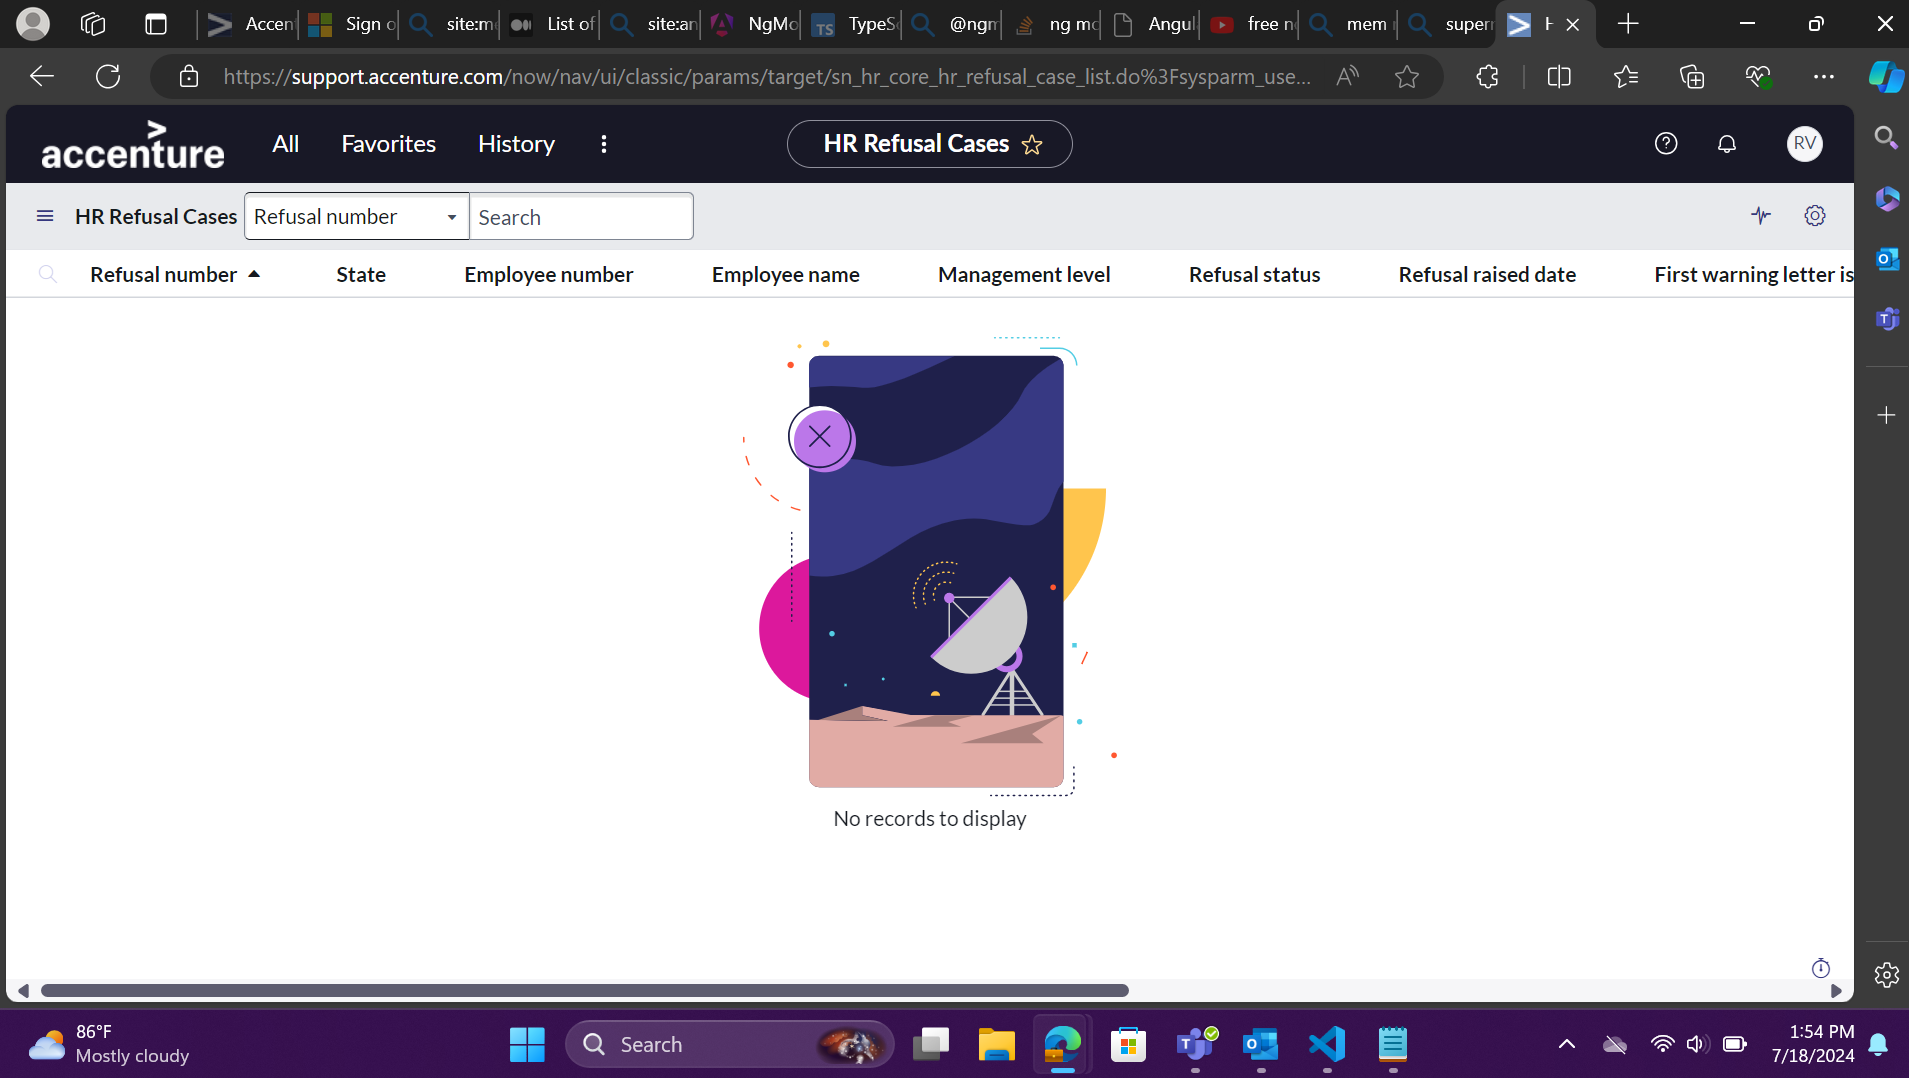 Accen
Sign o
site:me
List of
site:an
NgMo
TypeSc
@ngn
ng mo
Angul
free n
mem r
super
https://support.accenture.com/now/nav/ui/classic/params/target/sn_hr_core_hr_refusal_case_list.do%3Fsysparm_use...
accenture
All
Favorites
History
HR Refusal Cases
RV
HR Refusal Cases
Refusal number
Search
Refusal number
State
Employee number
Employee name
Management level
Refusal status
Refusal raised date
First warning letter is
No records to display
86°F
Mostly cloudy
Search
1:54 PM
7/18/2024